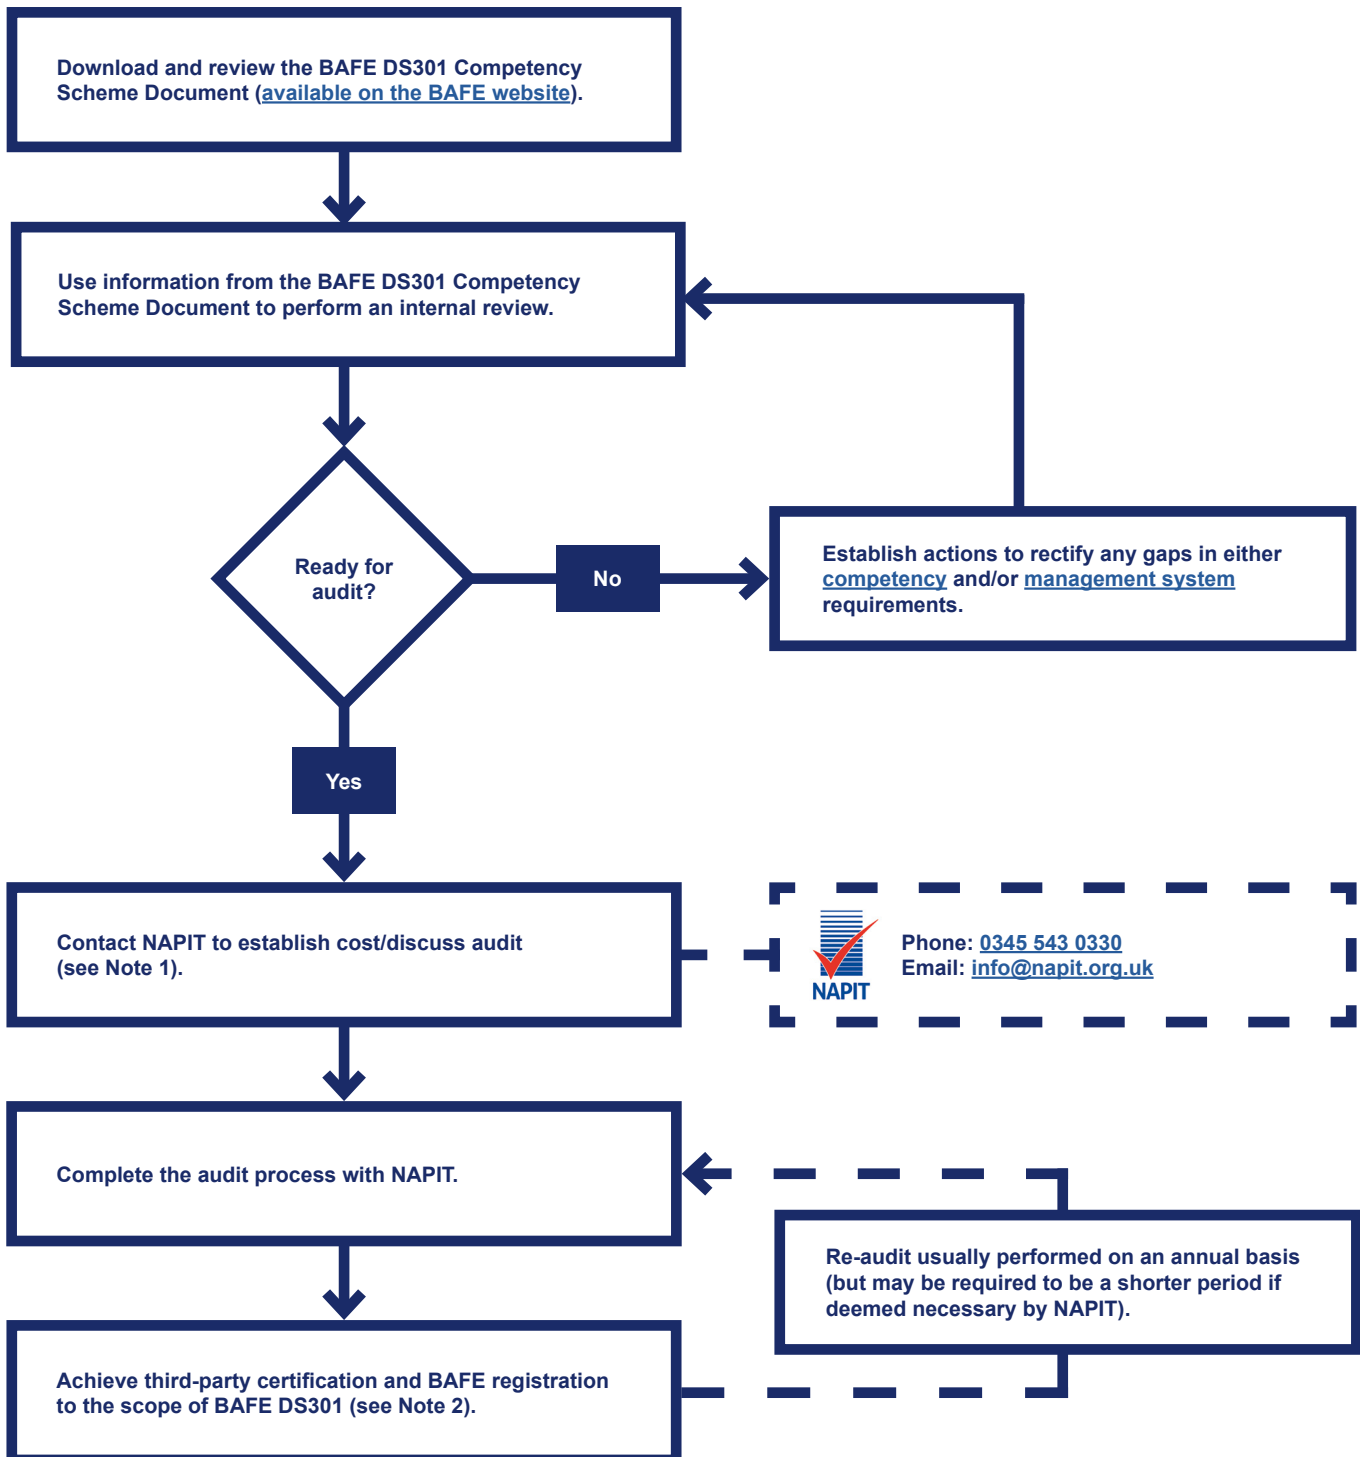 Download and review the BAFE DS301 Competency
Scheme Document (available on the BAFE website).
Use information from the BAFE DS301 Competency
Scheme Document to perform an internal review.
Ready for
audit?
No
Establish actions to rectify any gaps in either
competency and/or management system
requirements.
Yes
Contact NAPIT to establish cost/discuss audit
(see Note 1).
NAPIT
Phone: 0345 543 0330
Email: info@napit.org.uk
Complete the audit process with NAPIT.
Re-audit usually performed on an annual basis
(but may be required to be a shorter period if
deemed necessary by NAPIT).
Achieve third-party certification and BAFE registration
to the scope of BAFE DS301 (see Note 2).